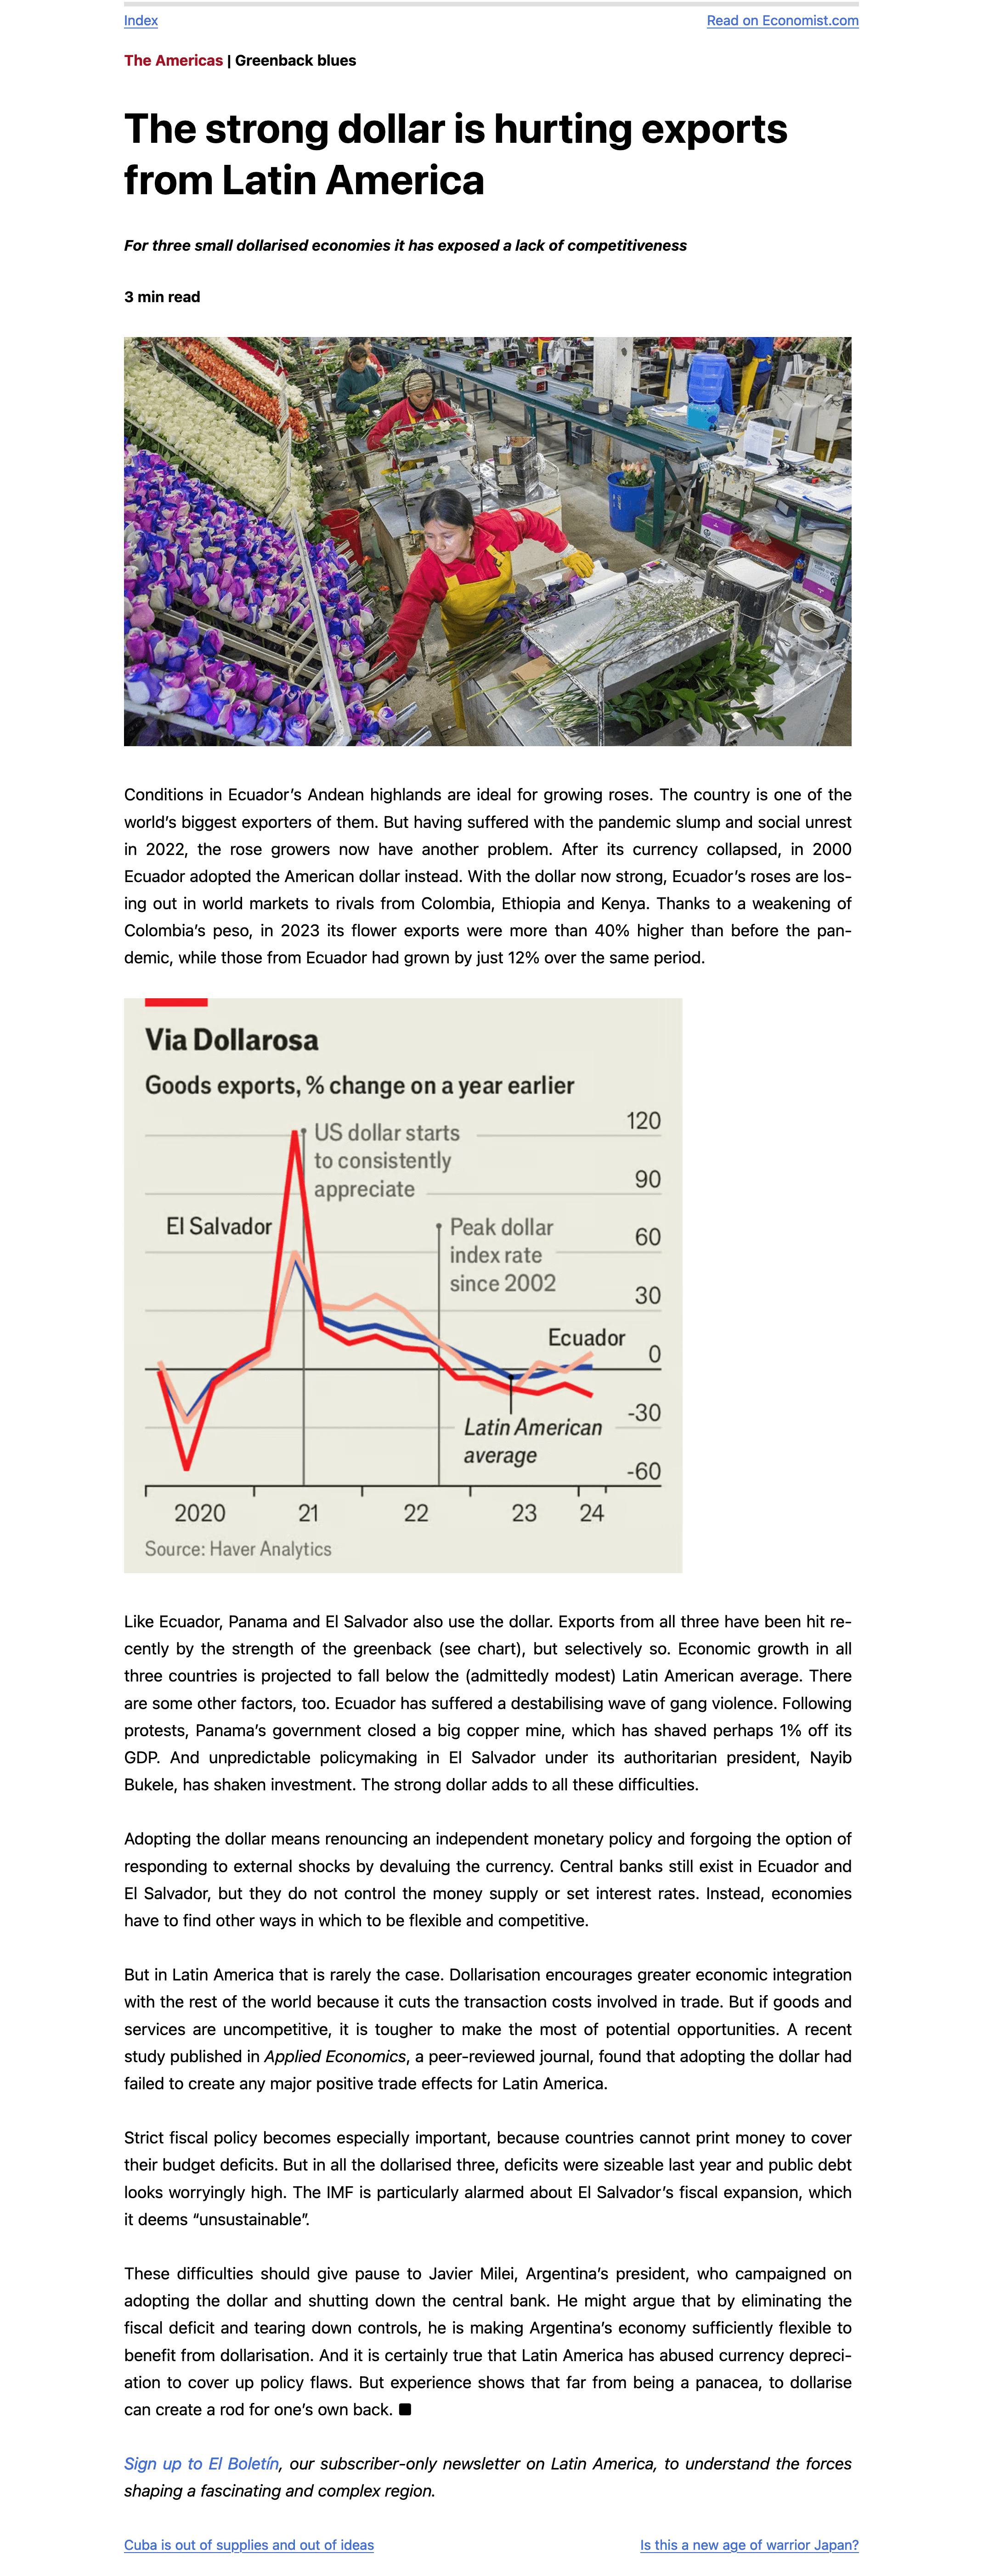 Index
Read on Economist.com
The Americas | Greenback blues
The strong dollar is hurting exports
from Latin America
For three small dollarised economies it has exposed a lack of competitiveness
3 min read
Conditions in Ecuador’s Andean highlands are ideal for growing roses. The country is one of the
world’s biggest exporters of them. But having suffered with the pandemic slump and social unrest
in 2022, the rose growers now have another problem. After its currency collapsed, in 2000
Ecuador adopted the American dollar instead. With the dollar now strong, Ecuador’s roses are los-
ing out in world markets to rivals from Colombia, Ethiopia and Kenya. Thanks to a weakening of
Colombia’s peso, in 2023 its flower exports were more than 40% higher than before the pan-
demic, while those from Ecuador had grown by just 12% over the same period.
Via Dollarosa
Goods exports, % change on a year earlier
120
US dollar starts
to consistently
appreciate
90
El Salvador
Peak dollar
index rate
since 2002
60
30
Ecuador
0
-30
Latin American
average
-60
2020
21
22
23
24
Source: Haver Analytics
Like Ecuador, Panama and El Salvador also use the dollar. Exports from all three have been hit re-
cently by the strength of the greenback (see chart), but selectively so. Economic growth in all
three countries is projected to fall below the (admittedly modest) Latin American average. There
are some other factors, too. Ecuador has suffered a destabilising wave of gang violence. Following
protests, Panama’s government closed a big copper mine, which has shaved perhaps 1% off its
GDP. And unpredictable policymaking in El Salvador under its authoritarian president, Nayib
Bukele, has shaken investment. The strong dollar adds to all these difficulties.
Adopting the dollar means renouncing an independent monetary policy and forgoing the option of
responding to external shocks by devaluing the currency. Central banks still exist in Ecuador and
El Salvador, but they do not control the money supply or set interest rates. Instead, economies
have to find other ways in which to be flexible and competitive.
But in Latin America that is rarely the case. Dollarisation encourages greater economic integration
with the rest of the world because it cuts the transaction costs involved in trade. But if goods and
services are uncompetitive, it is tougher to make the most of potential opportunities. A recent
study published in Applied Economics, a peer-reviewed journal, found that adopting the dollar had
failed to create any major positive trade effects for Latin America.
Strict fiscal policy becomes especially important, because countries cannot print money to cover
their budget deficits. But in all the dollarised three, deficits were sizeable last year and public debt
looks worryingly high. The IMF is particularly alarmed about El Salvador’s fiscal expansion, which
it deems “unsustainable”.
These difficulties should give pause to Javier Milei, Argentina’s president, who campaigned on
adopting the dollar and shutting down the central bank. He might argue that by eliminating the
fiscal deficit and tearing down controls, he is making Argentina’s economy sufficiently flexible to
benefit from dollarisation. And it is certainly true that Latin America has abused currency depreci-
ation to cover up policy flaws. But experience shows that far from being a panacea, to dollarise
can create a rod for one’s own back. ■
Sign up to El Boletín, our subscriber-only newsletter on Latin America, to understand the forces
shaping a fascinating and complex region.
Cuba is out of supplies and out of ideas
Is this a new age of warrior Japan?